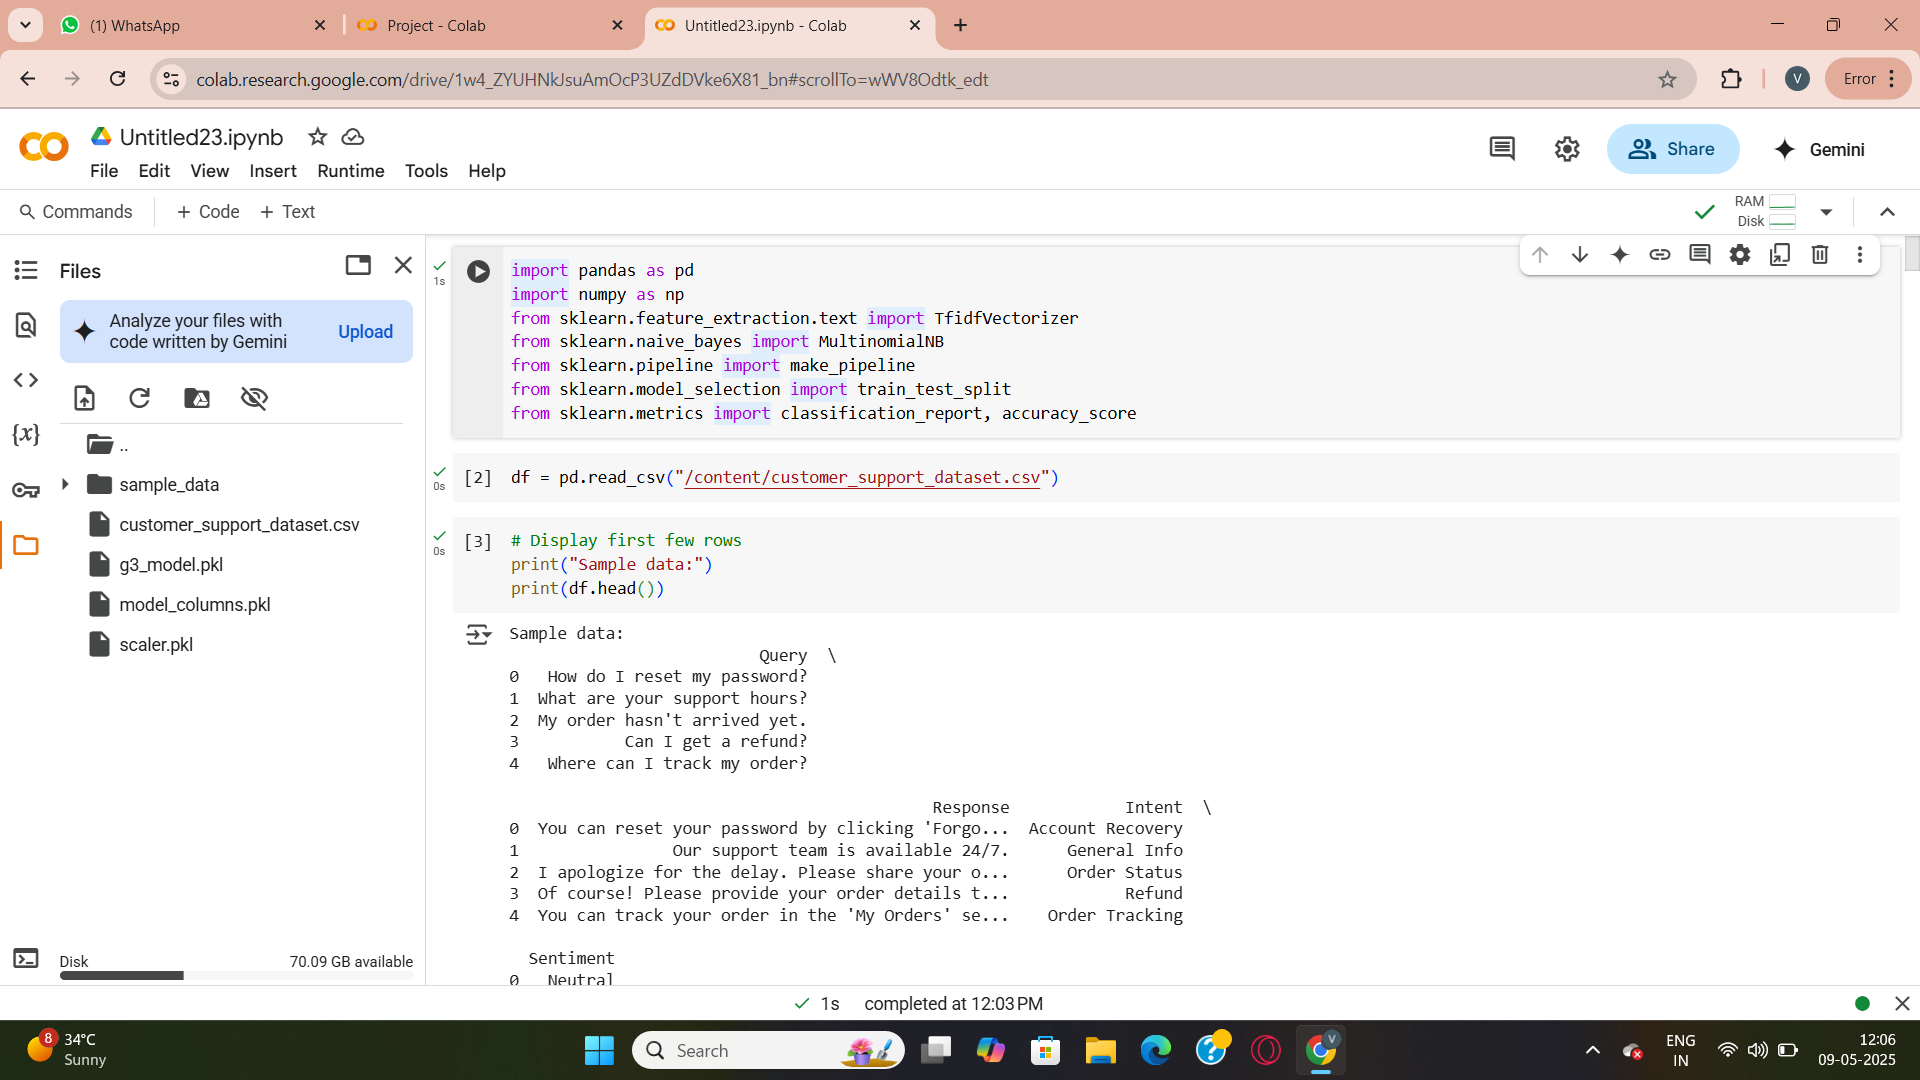 (1) WhatsApp
Project - Colab
Untitled23.ipynb - Colab
colab.research.google.com/drive/1w4_ZYUHNkJsuAmOcP3UZdDVke6X81_bn#scrollTo=wWV8Odtk_edt
V
Error
CO
Untitled23.ipynb
File Edit View Insert Runtime Tools Help
Share
Gemini
Commands
+ Code + Text
RAM
Disk
Files
Analyze your files with
code written by Gemini
Upload
{x}
..
sample_data
customer_support_dataset.csv
g3_model.pkl
model_columns.pkl
scaler.pkl
Disk
70.09 GB available
1s
import pandas as pd
import numpy as np
from sklearn.feature_extraction.text import TfidfVectorizer
from sklearn.naive_bayes import MultinomialNB
from sklearn.pipeline import make_pipeline
from sklearn.model_selection import train_test_split
from sklearn.metrics import classification_report, accuracy_score
0s
[2] df = pd.read_csv("/content/customer_support_dataset.csv")
0s
[3] # Display first few rows
print("Sample data:")
print(df.head())
Sample data:
Query \
0 How do I reset my password?
1 What are your support hours?
2 My order hasn't arrived yet.
3 Can I get a refund?
4 Where can I track my order?
Response Intent \
0 You can reset your password by clicking 'Forgo... Account Recovery
1 Our support team is available 24/7. General Info
2 I apologize for the delay. Please share your o... Order Status
3 Of course! Please provide your order details t... Refund
4 You can track your order in the 'My Orders' se... Order Tracking
Sentiment
0 Neutral
1s completed at 12:03 PM
8
34°C
Sunny
Search
V
ENG
IN
12:06
09-05-2025